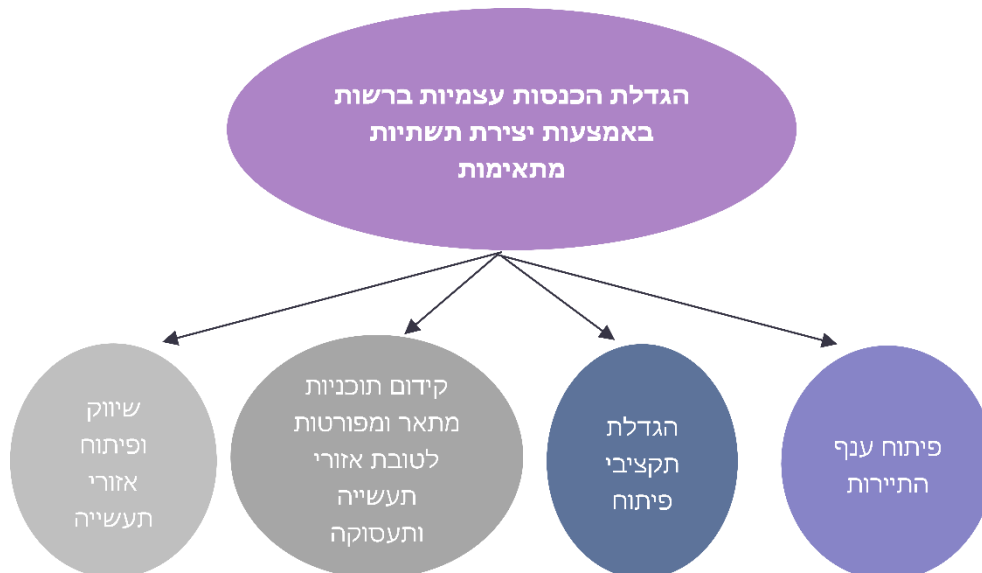 הגדלת הכנסות עצמיות ברשות
באמצעות יצירת תשתיות
מתאימות
פיתוח ענף
התיירות
הגדלת
תקציבי
פיתוח
קידום תוכניות
מתאר ומפורטות
לטובת אזורי
תעשייה
ותעסוקה
שיווק
ופיתוח
אזורי
תעשייה